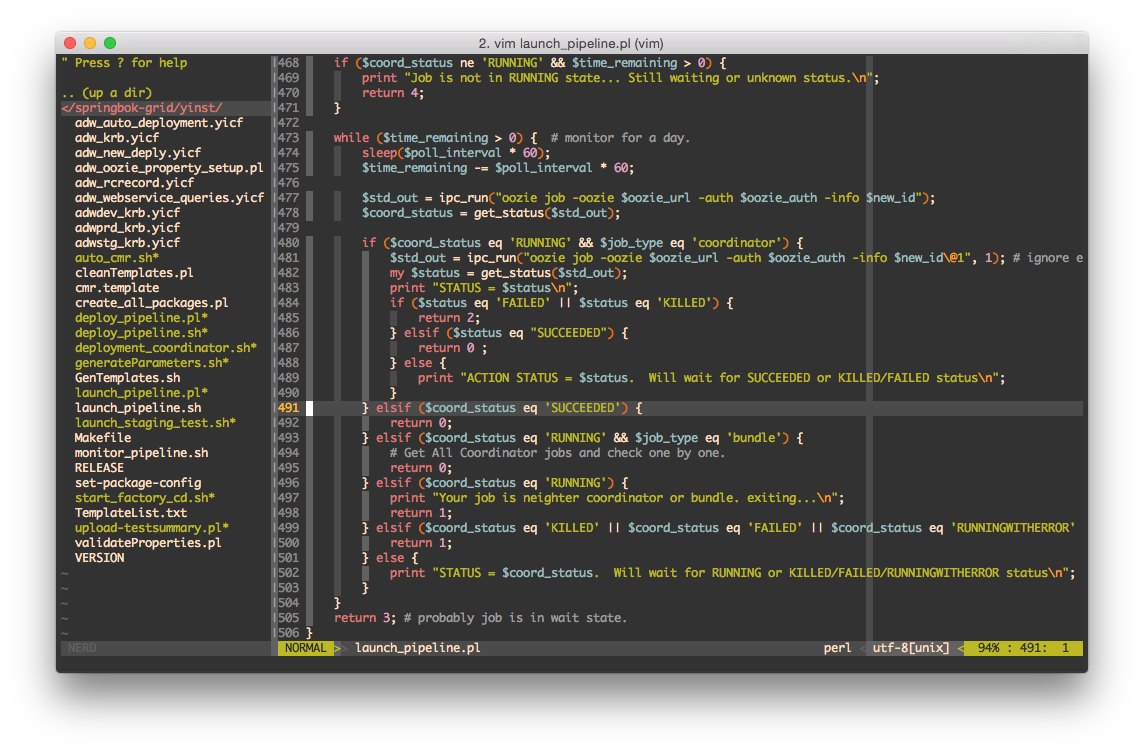 2. vim launch_pipeline.pl (vim)
" Press ? for help
.. (up a dir)
</springbok-grid/yinst/
adw_auto_deployment.yicf
adw_krb.yicf
adw_new_deply.yicf
adw_oozie_property_setup.pl
adw_rcrecord.yicf
adw_webservice_queries.yicf
adwdev_krb.yicf
adwprd_krb.yicf
adwstg_krb.yicf
auto_cmr.sh*
cleanTemplates.pl
cmr.template
create_all_packages.pl
deploy_pipeline.pl*
deploy_pipeline.sh*
deployment_coordinator.sh*
generateParameters.sh*
GenTemplates.sh
launch_pipeline.pl*
launch_pipeline.sh
launch_staging_test.sh*
Makefile
monitor_pipeline.sh
RELEASE
set-package-config
start_factory_cd.sh*
TemplateList.txt
upload-testsummary.pl*
validateProperties.pl
VERSION
~
~
~
~
~
NERD
468     if ($coord_status ne 'RUNNING' && $time_remaining > 0) {
469         print "Job is not in RUNNING state... Still waiting or unknown status.\n";
470         return 4;
471     }
472
473     while ($time_remaining > 0) {  # monitor for a day.
474         sleep($poll_interval * 60);
475         $time_remaining -= $poll_interval * 60;
476
477         $std_out = ipc_run("oozie job -oozie $oozie_url -auth $oozie_auth -info $new_id");
478         $coord_status = get_status($std_out);
479
480         if ($coord_status eq 'RUNNING' && $job_type eq 'coordinator') {
481             $std_out = ipc_run("oozie job -oozie $oozie_url -auth $oozie_auth -info $new_id\@1", 1); # ignore e
482             my $status = get_status($std_out);
483             print "STATUS = $status\n";
484             if ($status eq 'FAILED' || $status eq 'KILLED') {
485                 return 2;
486             } elsif ($status eq "SUCCEEDED") {
487                 return 0 ;
488             } else {
489                 print "ACTION STATUS = $status.  Will wait for SUCCEEDED or KILLED/FAILED status\n";
490             }
491         } elsif ($coord_status eq 'SUCCEEDED') {
492             return 0;
493         } elsif ($coord_status eq 'RUNNING' && $job_type eq 'bundle') {
494             # Get All Coordinator jobs and check one by one.
495             return 0;
496         } elsif ($coord_status eq 'RUNNING') {
497             print "Your job is neighter coordinator or bundle. exiting...\n";
498             return 1;
499         } elsif ($coord_status eq 'KILLED' || $coord_status eq 'FAILED' || $coord_status eq 'RUNNINGWITHERROR'
500             return 1;
501         } else {
502             print "STATUS = $coord_status.  Will wait for RUNNING or KILLED/FAILED/RUNNINGWITHERROR status\n";
503         }
504     }
505     return 3; # probably job is in wait state.
506 }
NORMAL >> launch_pipeline.pl perl < utf-8[unix] < 94% : 491:  1